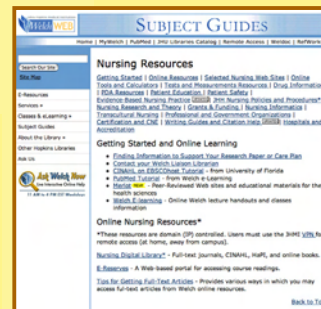 WELCH WEB
SUBJECT GUIDES
Home | MyWelch | PubMed | JHU Libraries Catalog | Remote Access | Weldoc | RefWorks
Search Our Site
Site Map
E-Resources
Services +
Classes & eLearning +
Subject Guides
About the Library +
Other Hopkins Libraries
Ask Us
Ask Welch Now
Live Interactive Online Help
Nursing Resources
Getting Started | Online Resources | Selected Nursing Web Sites | Online
Tools and Calculators | Tests and Measurements Resources | Drug Information
| PDA Resources | Patient Education | Patient Safety |
Evidence-Based Nursing Practice | JHH Nursing Policies and Procedures*
Nursing Research and Theory | Grants & Funding | Nursing Informatics |
Transcultural Nursing | Professional and Government Organizations |
Certification and CNE | Writing Guides and Citation Help Hospitals and
Accreditation
Getting Started and Online Learning
Finding Information to Support Your Research Paper or Care Plan
Contact your Welch Liaison Librarian
CINAHL on EBSCOhost Tutorial - from University of Florida
PubMed Tutorial - from Welch e-Learning
Merlot NEW - Peer-Reviewed Web sites and educational materials for the
health sciences
Welch E-learning - Online Welch lecture handouts and classes
information
Online Nursing Resources*
*These resources are domain (IP) controlled. Users must use the JHMI VPN for
remote access (at home, away from campus).
Nursing Digital Library* - Full-text journals, CINAHL, HaPI, and online books.
E-Reserves - A Web-based portal for accessing course readings.
Tips for Getting Full-Text Articles - Provides various ways in which you may
access ful-text articles from Welch online resources.
Back to To